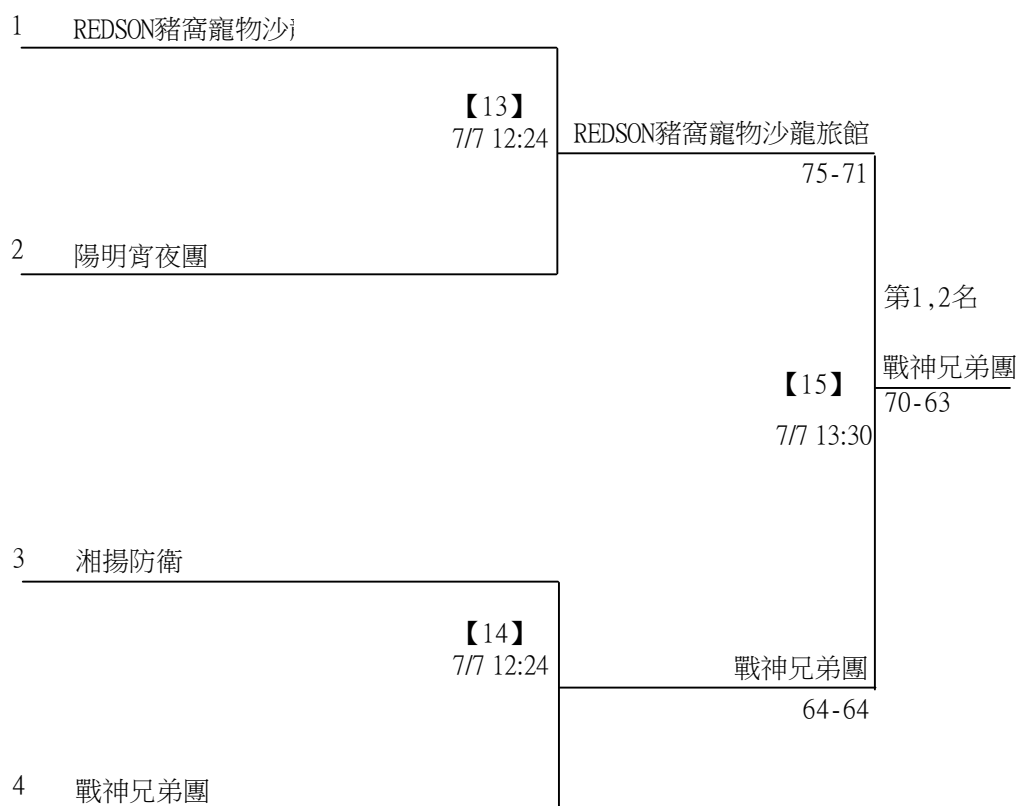 1 REDSON豬窩寵物沙
【13】
7/7 12:24
REDSON豬窩寵物沙龍旅館
75-71
2 陽明宵夜團
第1,2名
【15】
7/7 13:30
戰神兄弟團
70-63
3 湘揚防衛
【14】
7/7 12:24
戰神兄弟團
64-64
4 戰神兄弟團